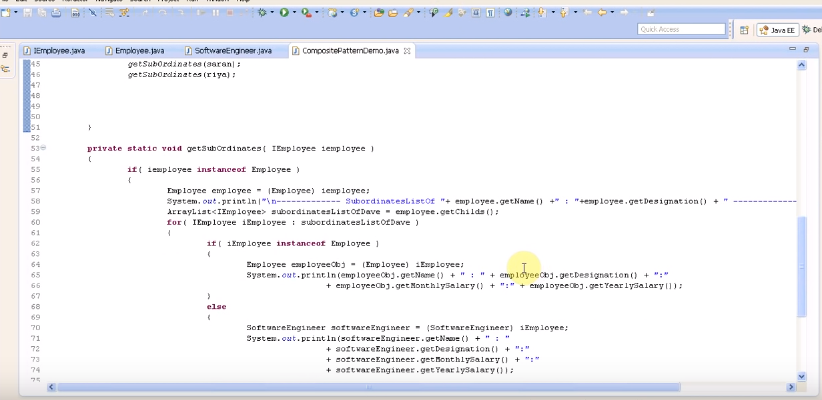 Quick Access
Java EE
IEmployee.java
Employee.java
SoftwareEngineer.java
CompostePatternDemo.java
45 getSubOrdinates(saran);
46 getSubOrdinates(riya);
47
48
49
50
51 }
52
53 private static void getSubOrdinates( IEmployee iemployee )
54 {
55 if( iemployee instanceof Employee )
56 {
57 Employee employee = (Employee) iemployee;
58 System.out.println("\n------------- SubordinatesListOf "+ employee.getName() +" : "+employee.getDesignation() + " -------------
59 ArrayList<IEmployee> subordinatesListOfDave = employee.getChilds();
60 for( IEmployee iEmployee : subordinatesListOfDave )
61 {
62 if( iEmployee instanceof Employee )
63 {
64 Employee employeeObj = (Employee) iEmployee;
65 System.out.println(employeeObj.getName() + " : " + employeeObj.getDesignation() + ":"
66 + employeeObj.getMonthlySalary() + ":" + employeeObj.getYearlySalary());
67 }
68 else
69 {
70 SoftwareEngineer softwareEngineer = (SoftwareEngineer) iEmployee;
71 System.out.println(softwareEngineer.getName() + " : "
72 + softwareEngineer.getDesignation() + ":"
73 + softwareEngineer.getMonthlySalary() + ":"
74 + softwareEngineer.getYearlySalary());
75